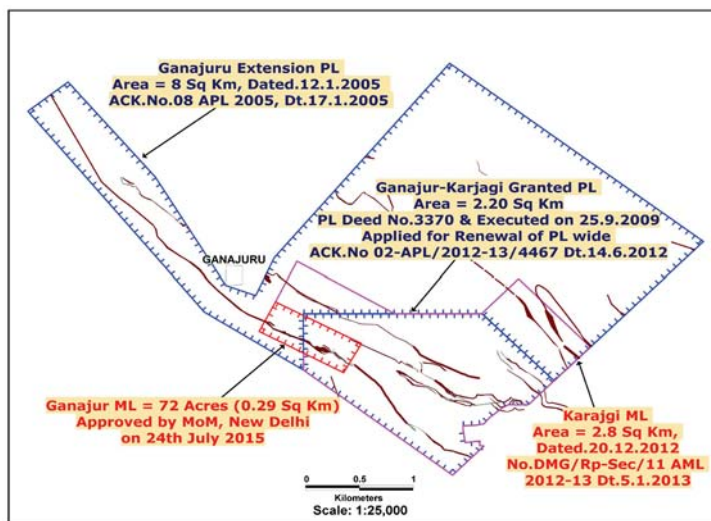 Ganajuru Extension PL
Area = 8 Sq Km, Dated.12.1.2005
ACK.No.08 APL 2005, Dt.17.1.2005
Ganajur-Karjagi Granted PL
Area = 2.20 Sq Km
PL Deed No.3370 & Executed on 25.9.2009
Applied for Renewal of PL wide
ACK.No 02-APL/2012-13/4467 Dt.14.6.2012
GANAJURU
Ganajur ML = 72 Acres (0.29 Sq Km)
Approved by MoM, New Delhi
on 24th July 2015
Karajgi ML
Area = 2.8 Sq Km,
Dated.20.12.2012
No.DMG/Rp-Sec/11 AML
2012-13 Dt.5.1.2013
0 0.5 1
Kilometers
Scale: 1:25,000